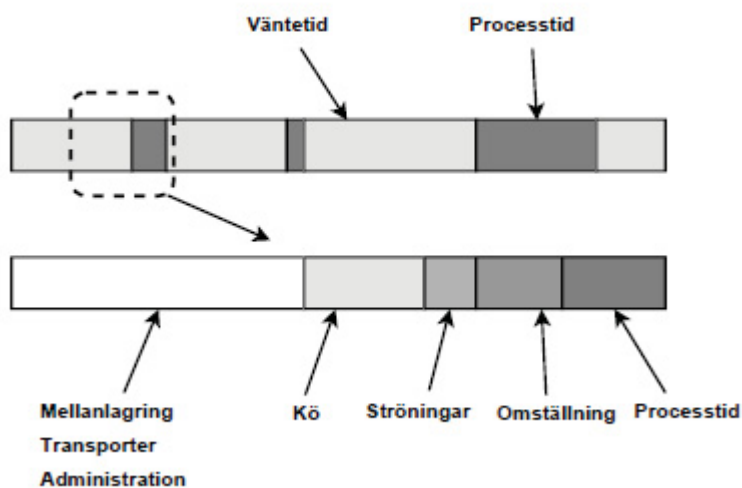 Väntetid
Processtid
Mellanlagring
Transporter
Administration
Kö
Ströningar
Omställning
Processtid